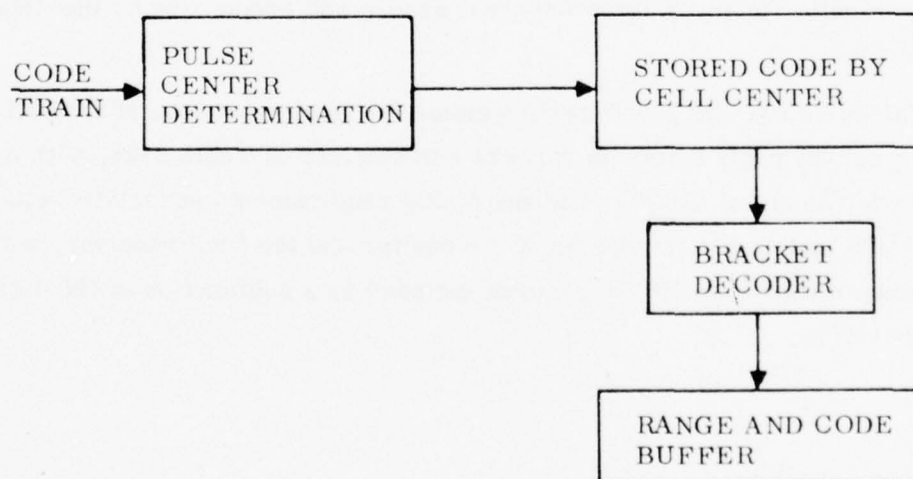 CODE
TRAIN
PULSE
CENTER
DETERMINATION
STORED CODE BY
CELL CENTER
BRACKET
DECODER
RANGE AND CODE
BUFFER